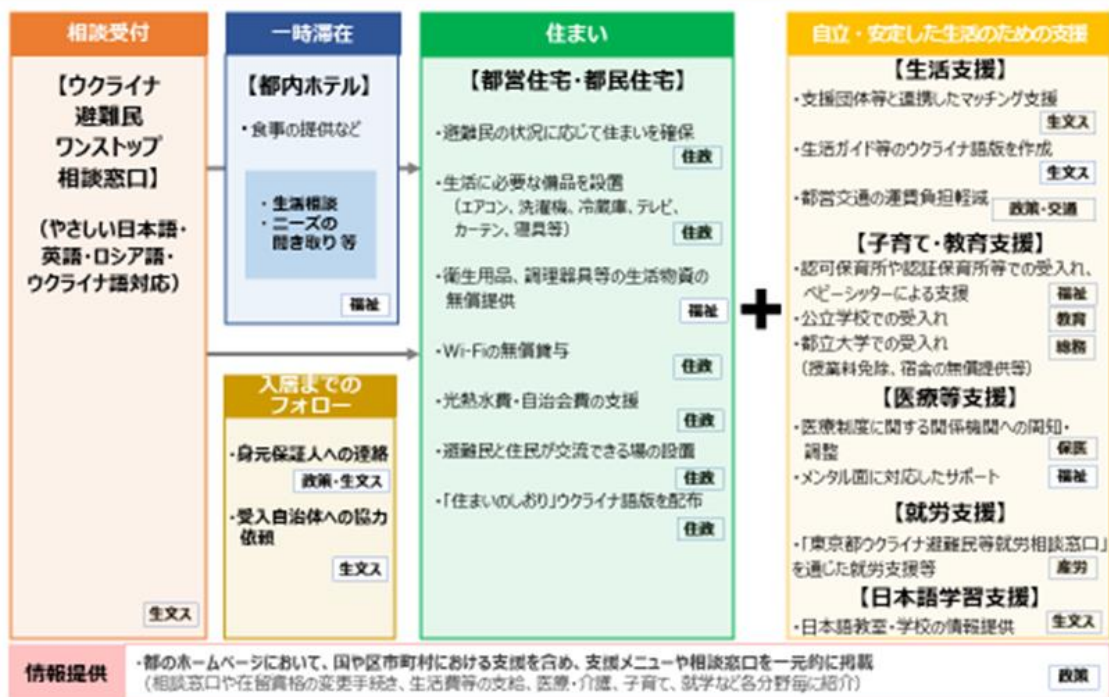 相談受付
【ウクライナ
避難民
ワンストップ
相談窓口】
(やさしい日本語・
英語・ロシア語・
ウクライナ語対応)
生文ス
一時滞在
【都内ホテル】
・食事の提供など
・生活相談
・ニーズの
聞き取り等
福祉
入居までの
フォロー
・身元保証人への連絡
政策・生文ス
・受入自治体への協力
依頼
生文ス
住まい
【都営住宅・都民住宅】
・避難民の状況に応じて住まいを確保
住政
・生活に必要な備品を設置
(エアコン、洗濯機、冷蔵庫、テレビ、
カーテン、寝具等)
住政
・衛生用品、調理器具等の生活物資の
無償提供
福祉
・Wi-Fiの無償貸与
住政
・光熱水費・自治会費の支援
住政
・避難民と住民が交流できる場の設置
住政
・「住まいのしおり」ウクライナ語版を配布
住政
+
自立・安定した生活のための支援
【生活支援】
・支援団体等と連携したマッチング支援
生文ス
・生活ガイド等のウクライナ語版を作成
生文ス
・都営交通の運賃負担軽減
政策・交通
【子育て・教育支援】
・認可保育所や認証保育所等での受入れ、
ベビーシッターによる支援
福祉
・公立学校での受入れ
教育
・都立大学での受入れ
総務
(授業料免除、宿舎の無償提供等)
【医療等支援】
・医療制度に関する関係機関への周知・
調整
保医
・メンタル面に対応したサポート
福祉
【就労支援】
・「東京都ウクライナ避難民等就労相談窓口」
を通じた就労支援等
産労
【日本語学習支援】
・日本語教室・学校の情報提供
生文ス
情報提供
・都のホームページにおいて、国や区市町村における支援を含め、支援メニューや相談窓口を一元的に掲載
(相談窓口や在留資格の変更手続き、生活費等の支給、医療・介護、子育て、就学など各分野毎に紹介)
政策